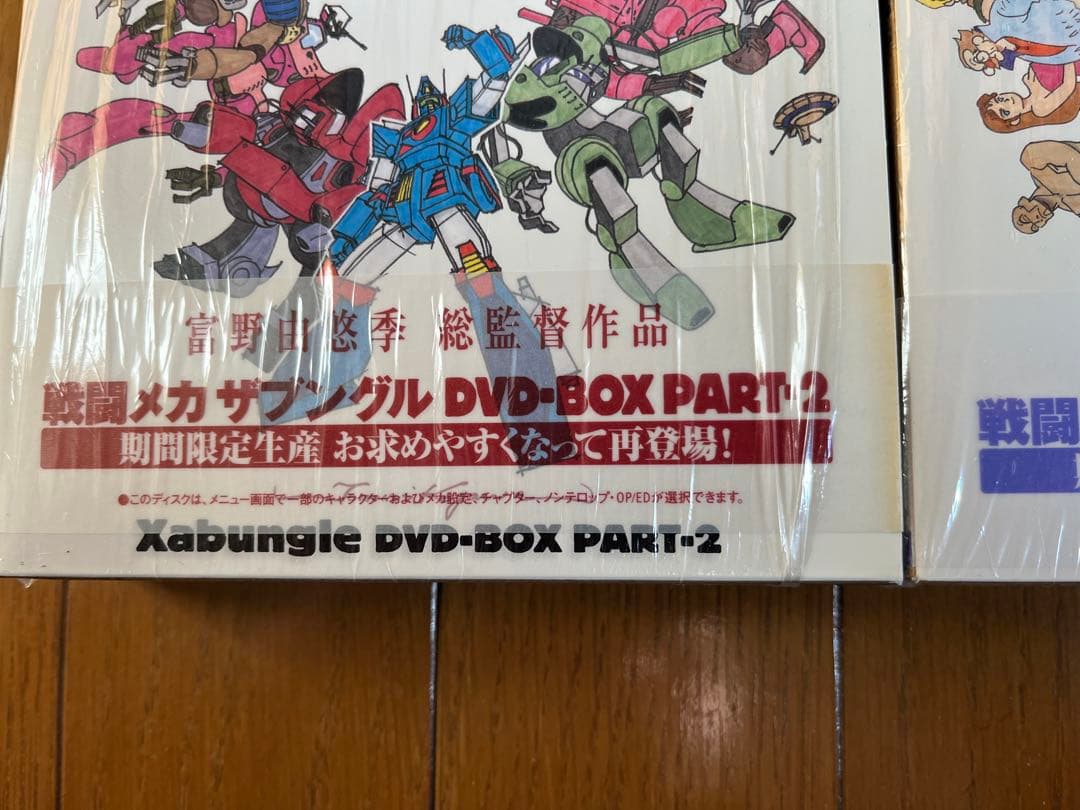 富野由悠季 総監督作品
戦闘メカ ザブングル DVD-BOX PART-2
期間限定生産 お求めやすくなって再登場!
●このディスクは、メニュー画面で一部のキャラクターおよびメカ設定、チャプター、ノンテロップ・OP/EDが選択できます。
Xabungle DVD-BOX PART-2
戦闘